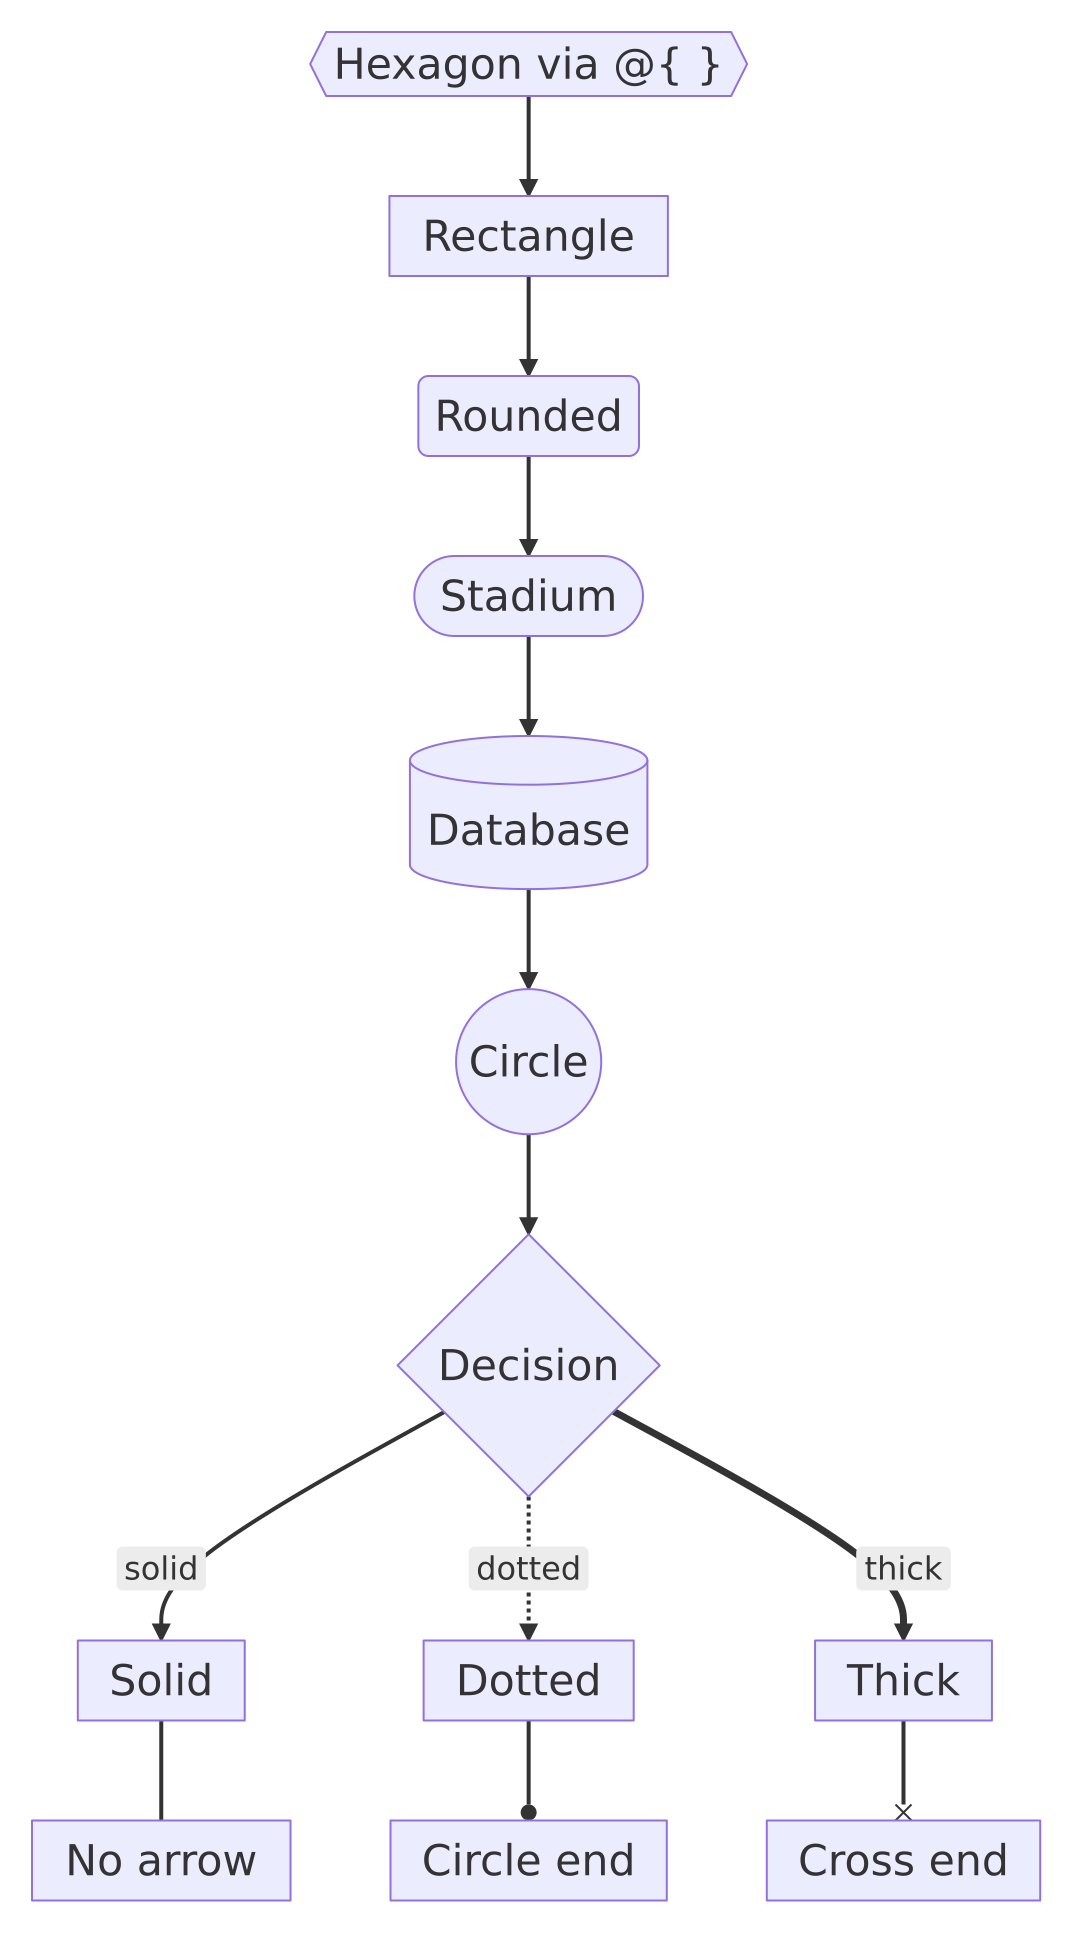 Hexagon via @{ }
Rectangle
Rounded
Stadium
Database
Circle
Decision
solid
dotted
thick
Solid
Dotted
Thick
No arrow
Circle end
Cross end